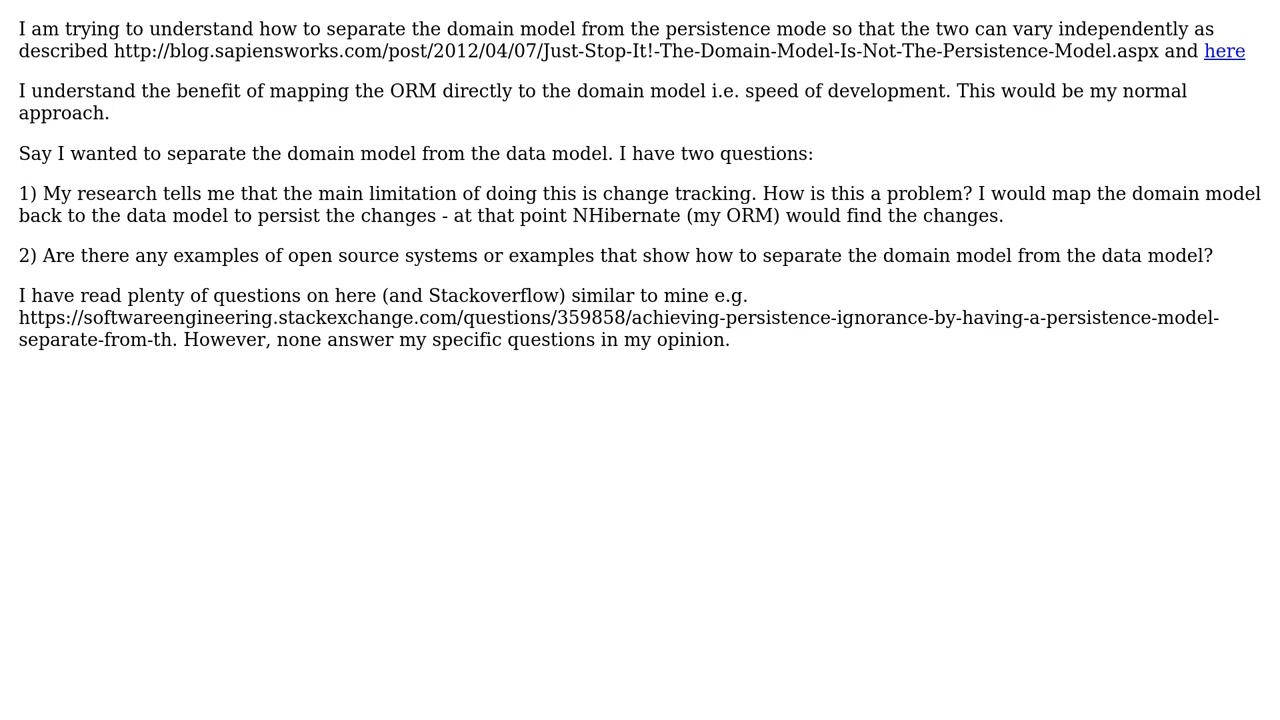 I am trying to understand how to separate the domain model from the persistence mode so that the two can vary independently as
described http://blog.sapiensworks.com/post/2012/04/07/Just-Stop-It!-The-Domain-Model-Is-Not-The-Persistence-Model.aspx and here
I understand the benefit of mapping the ORM directly to the domain model i.e. speed of development. This would be my normal
approach.
Say I wanted to separate the domain model from the data model. I have two questions:
1) My research tells me that the main limitation of doing this is change tracking. How is this a problem? I would map the domain model
back to the data model to persist the changes - at that point NHibernate (my ORM) would find the changes.
2) Are there any examples of open source systems or examples that show how to separate the domain model from the data model?
I have read plenty of questions on here (and Stackoverflow) similar to mine e.g.
https://softwareengineering.stackexchange.com/questions/359858/achieving-persistence-ignorance-by-having-a-persistence-model-
separate-from-th. However, none answer my specific questions in my opinion.